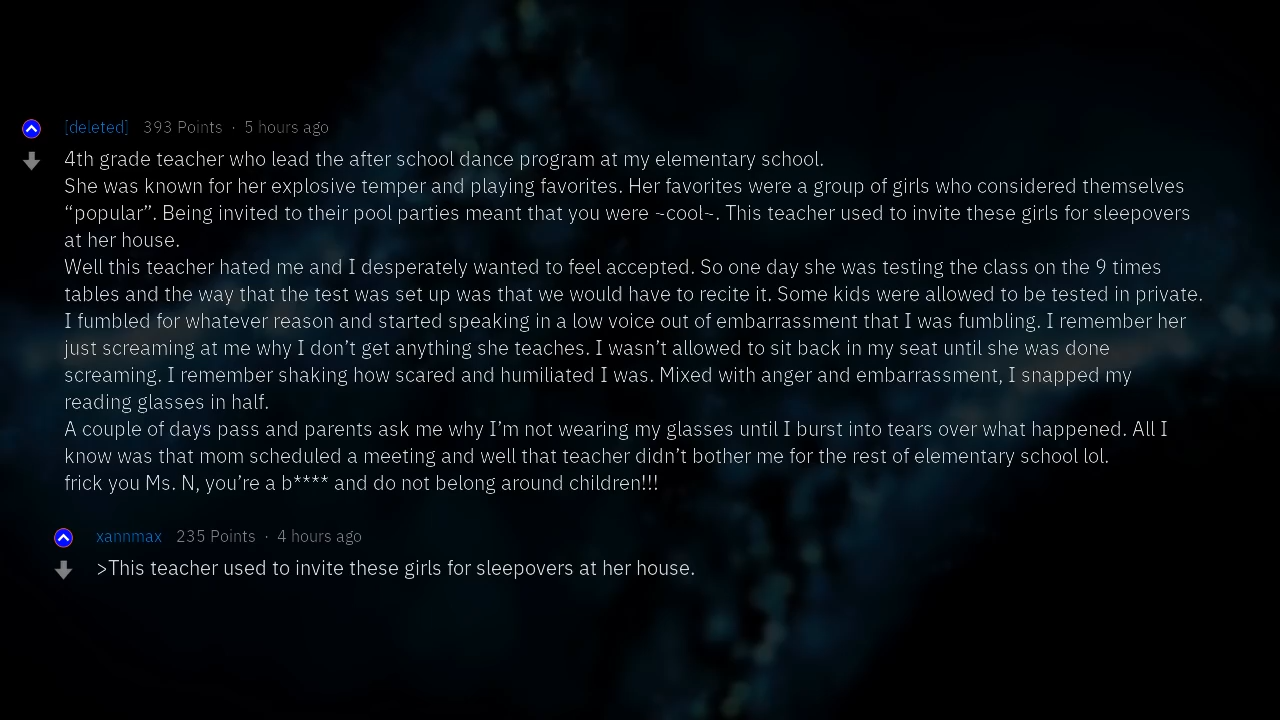 [deleted] 393 Points · 5 hours ago
4th grade teacher who lead the after school dance program at my elementary school.
She was known for her explosive temper and playing favorites. Her favorites were a group of girls who considered themselves
“popular”. Being invited to their pool parties meant that you were ~cool~. This teacher used to invite these girls for sleepovers
at her house.
Well this teacher hated me and I desperately wanted to feel accepted. So one day she was testing the class on the 9 times
tables and the way that the test was set up was that we would have to recite it. Some kids were allowed to be tested in private.
I fumbled for whatever reason and started speaking in a low voice out of embarrassment that I was fumbling. I remember her
just screaming at me why I don’t get anything she teaches. I wasn’t allowed to sit back in my seat until she was done
screaming. I remember shaking how scared and humiliated I was. Mixed with anger and embarrassment, I snapped my
reading glasses in half.
A couple of days pass and parents ask me why I’m not wearing my glasses until I burst into tears over what happened. All I
know was that mom scheduled a meeting and well that teacher didn’t bother me for the rest of elementary school lol.
frick you Ms. N, you’re a b**** and do not belong around children!!!
xannmax 235 Points · 4 hours ago
>This teacher used to invite these girls for sleepovers at her house.